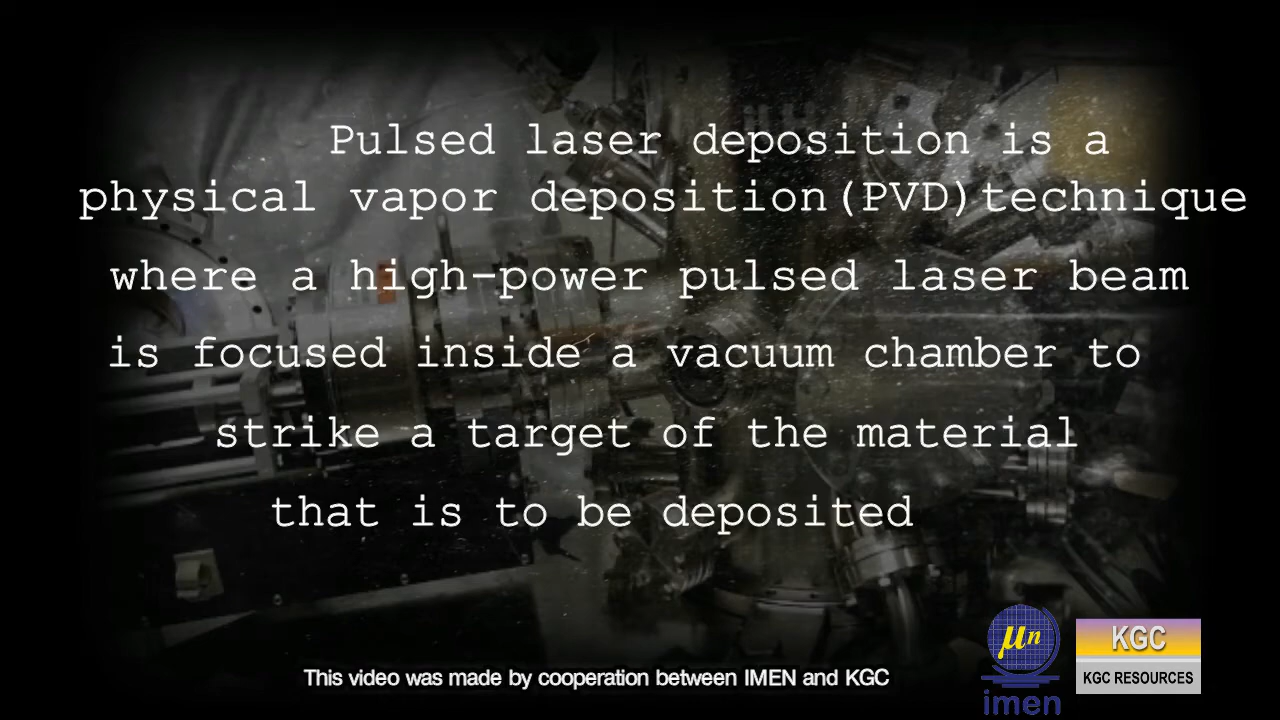 Pulsed laser deposition is a
physical vapor deposition(PVD)technique
where a high-power pulsed laser beam
is focused inside a vacuum chamber to
strike a target of the material
that is to be deposited
μn
KGC
This video was made by cooperation between IMEN and KGC
KGC RESOURCES
imen